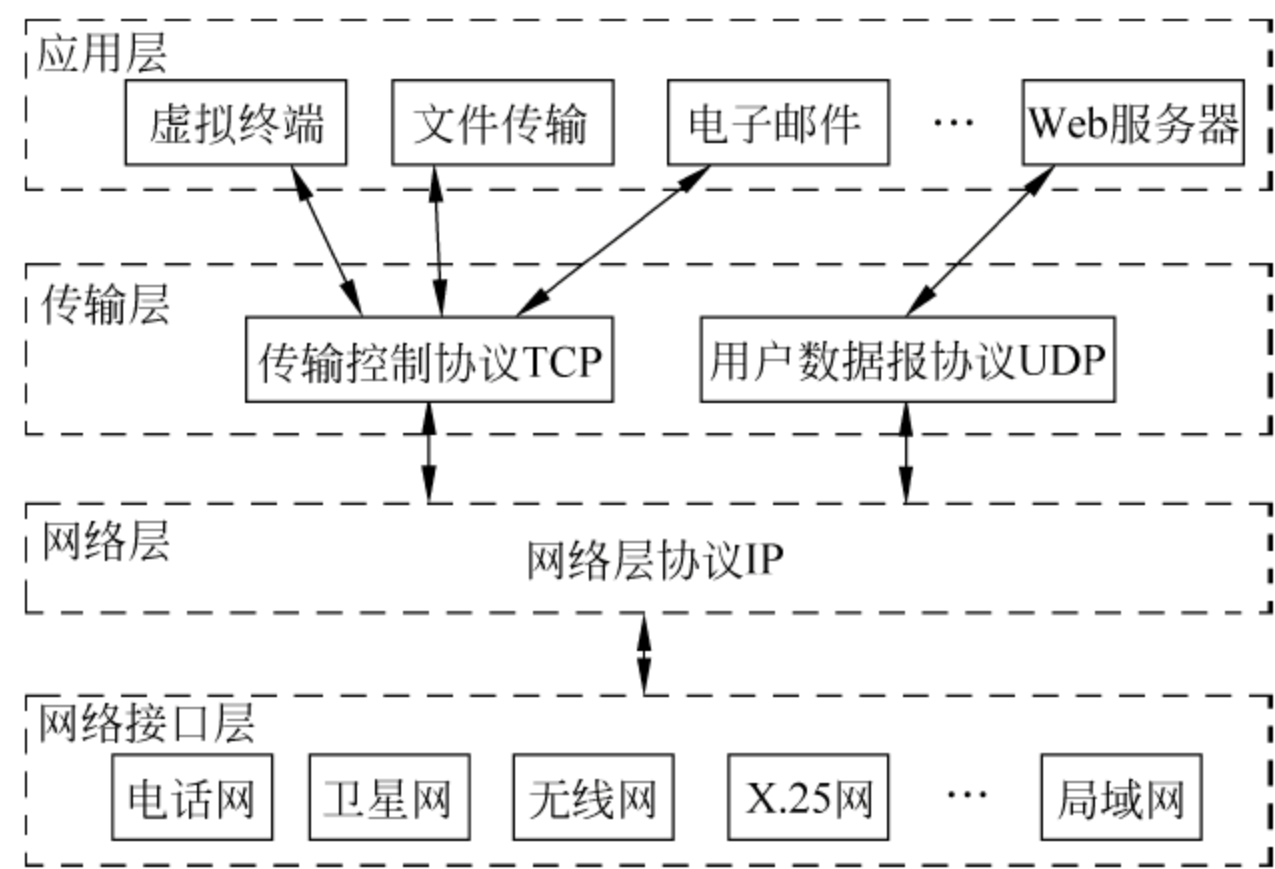 应用层
虚拟终端
文件传输
电子邮件
…
Web服务器
传输层
传输控制协议TCP
用户数据报协议UDP
网络层
网络层协议IP
网络接口层
电话网
卫星网
无线网
X.25网
…
局域网